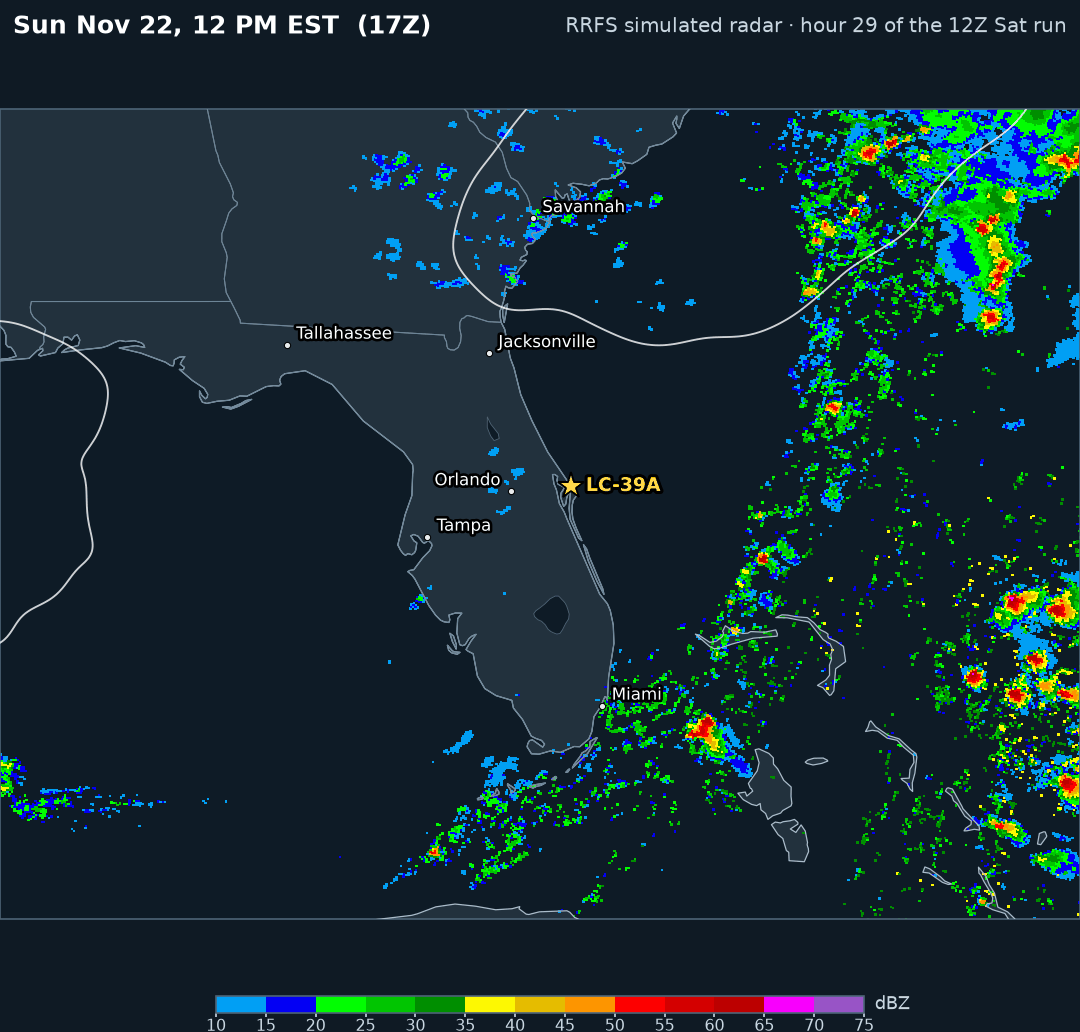 Sun Nov 22, 12 PM EST (17Z)
RRFS simulated radar · hour 29 of the 12Z Sat run
Savannah
Tallahassee
Jacksonville
Orlando
LC-39A
Tampa
Miami
dBZ
10 15 20 25 30 35 40 45 50 55 60 65 70 75